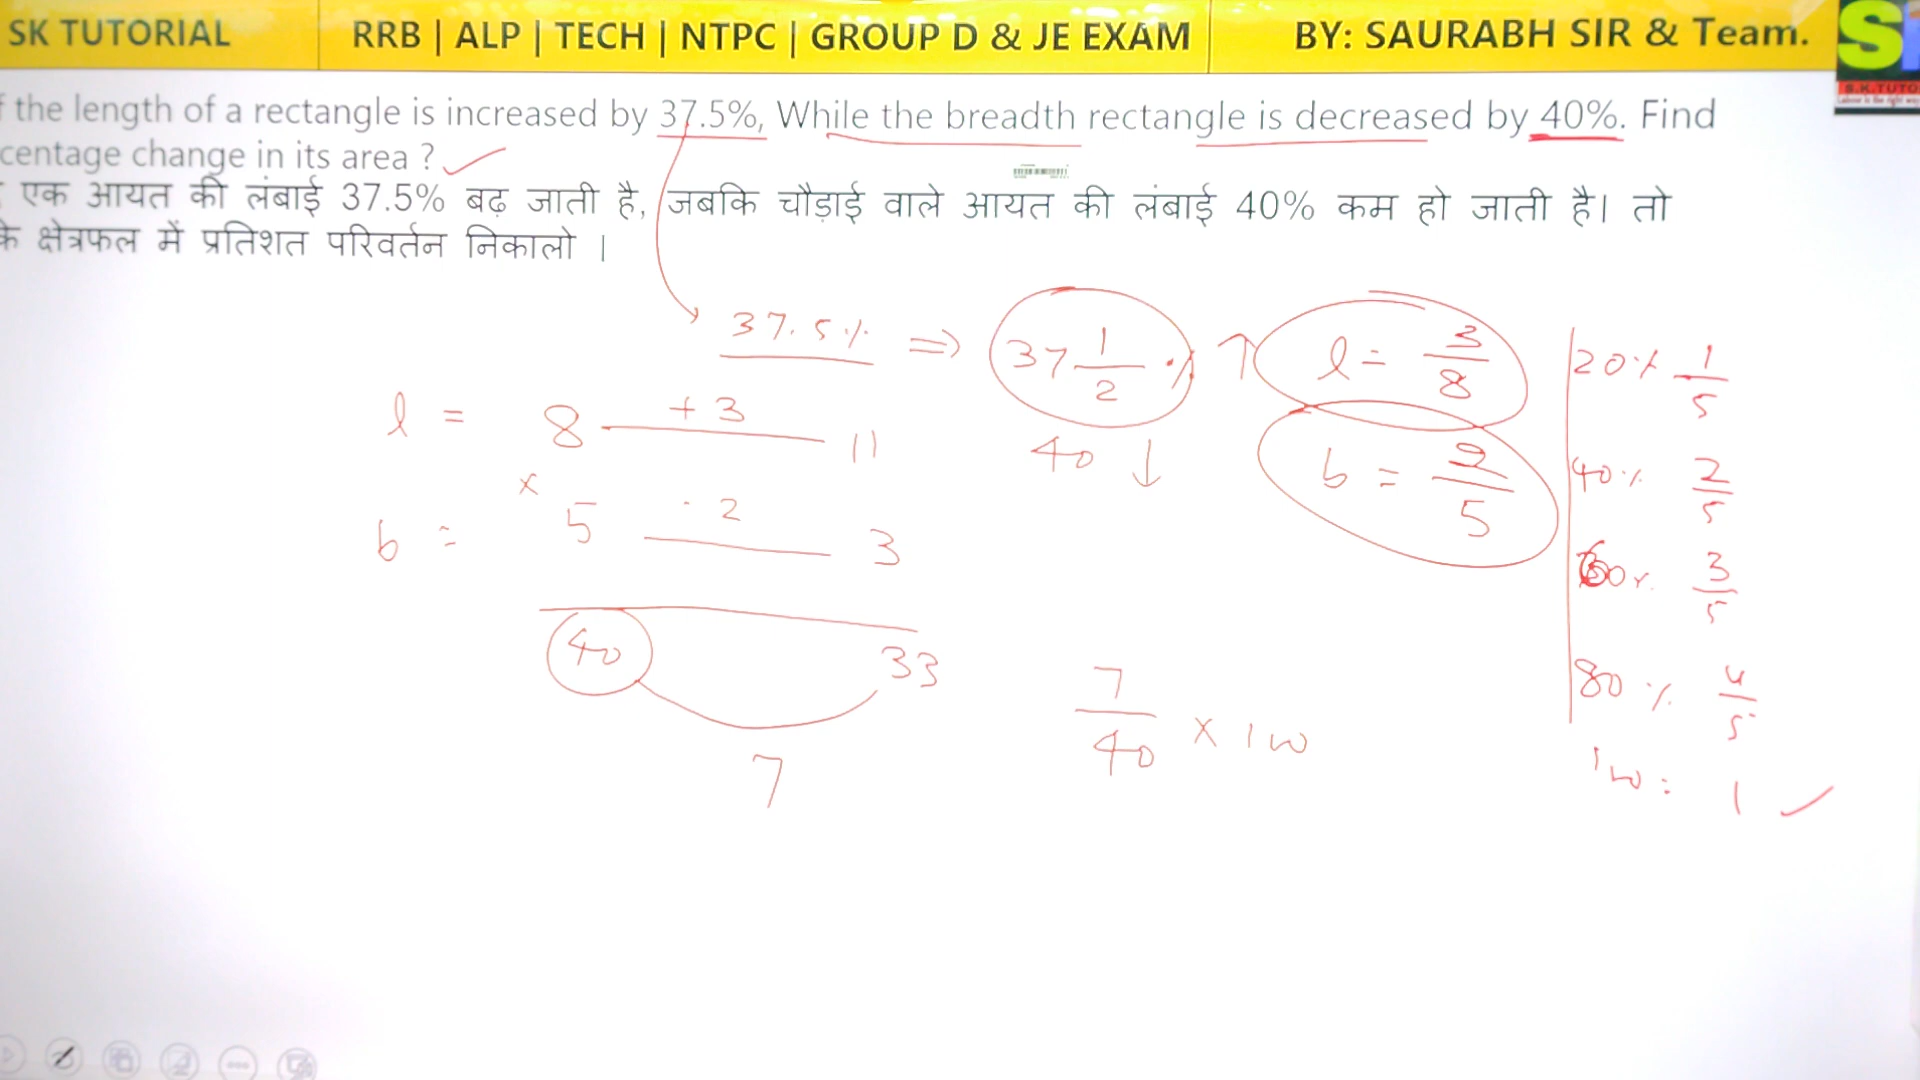 SK TUTORIAL RRB | ALP | TECH | NTPC | GROUP D & JE EXAM BY: SAURABH SIR & Team.
S.K.TUTO
the length of a rectangle is increased by 37.5%, While the breadth rectangle is decreased by 40%. Find
centage change in its area ?
एक आयत की लंबाई 37.5% बढ़ जाती है, जबकि चौड़ाई वाले आयत की लंबाई 40% कम हो जाती है। तो
के क्षेत्रफल में प्रतिशत परिवर्तन निकालो ।
37.5% ⇒ 37 1/2 % ↑ l = 3/8
20% 1/5
l = 8 +3 11
40 ↓ b = 2/5
40% 2/5
×
b = 5 - 2 3
60% 3/5
40 33
80% 4/5
7
7/40 × 100
100 = 1